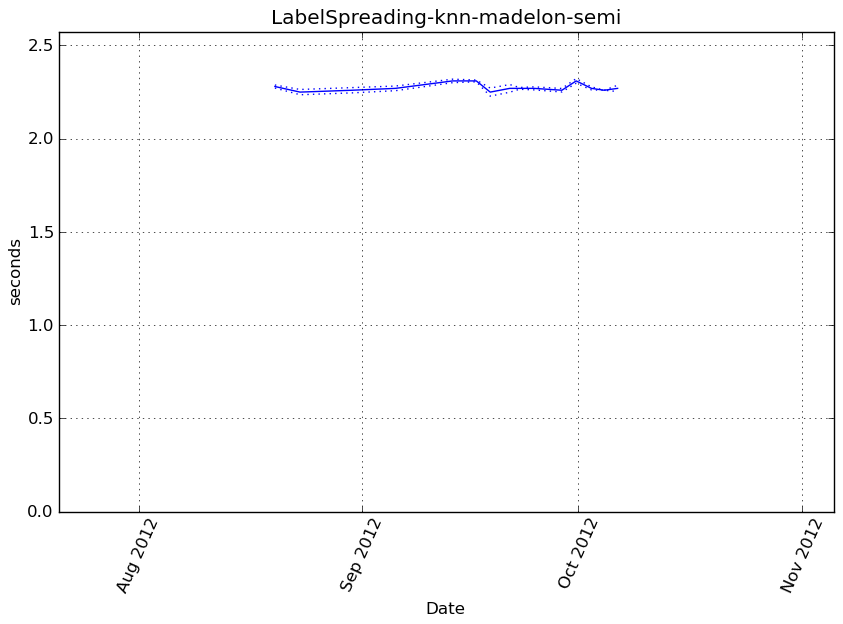 LabelSpreading-knn-madelon-semi
2.5
2.0
1.5
1.0
0.5
0.0
seconds
Aug 2012
Sep 2012
Oct 2012
Nov 2012
Date